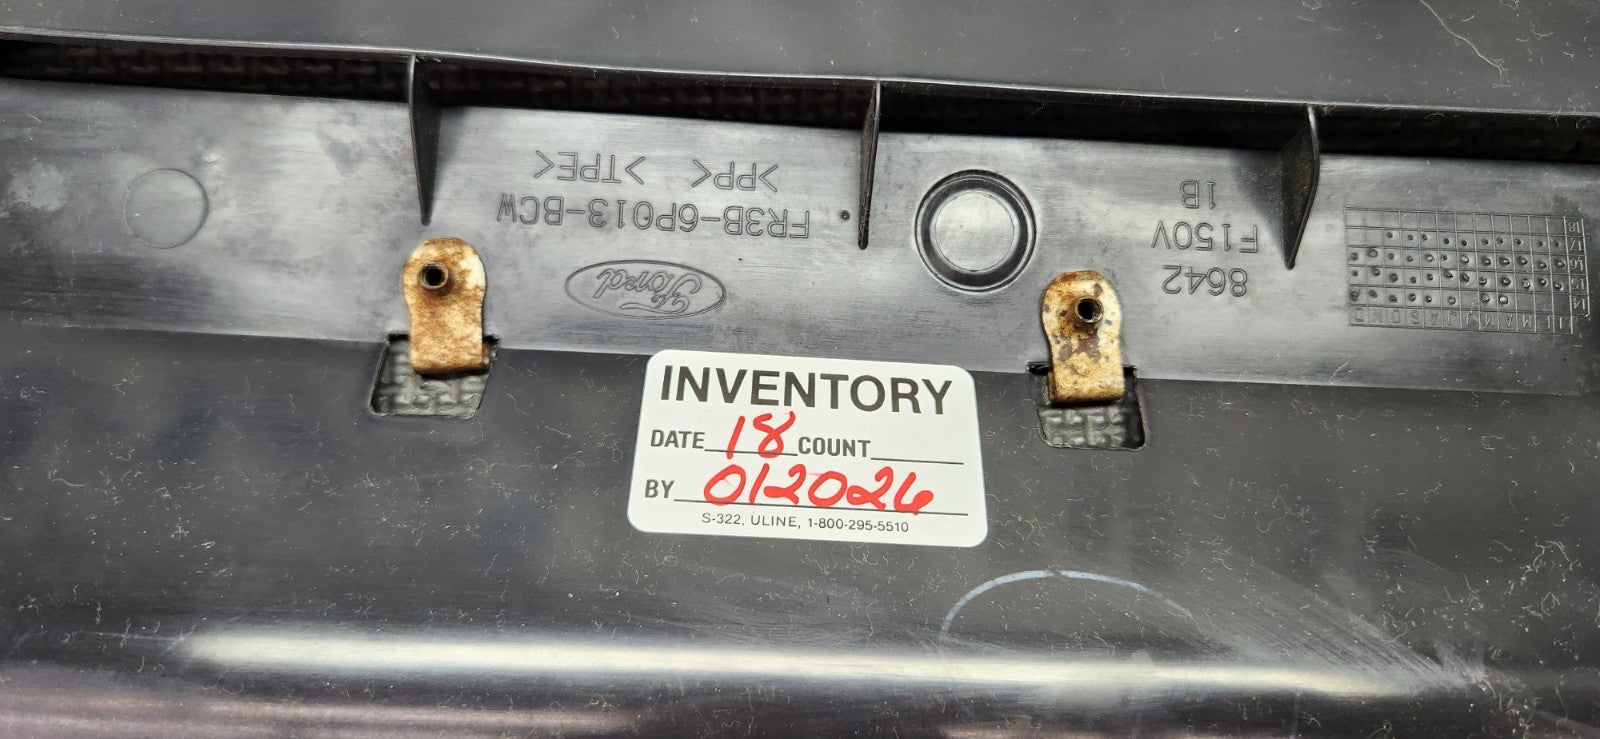 >PP< >TPE<
FR3B-6P013-BCW
Ford
8642
F150V
1B
J F M A M J J A S O N D
INVENTORY
DATE 18 COUNT
BY 012026
S-322, ULINE, 1-800-295-5510